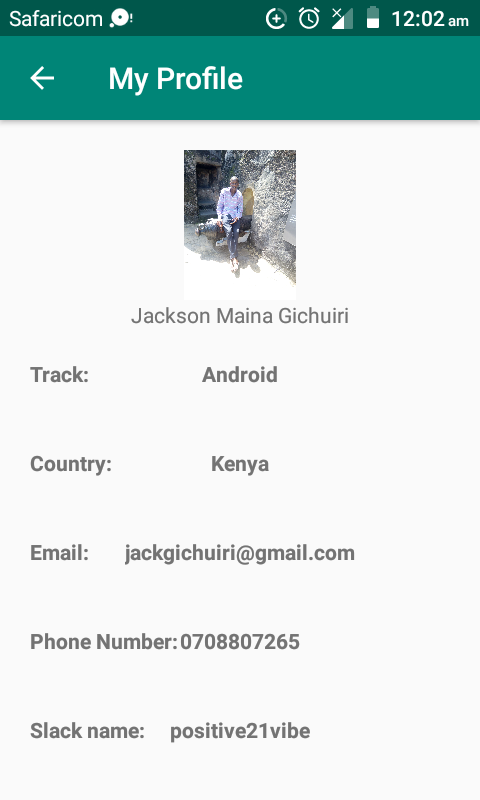 Safaricom ! 12:02 am
My Profile
Jackson Maina Gichuiri
Track: Android
Country: Kenya
Email: jackgichuiri@gmail.com
Phone Number: 0708807265
Slack name: positive21vibe